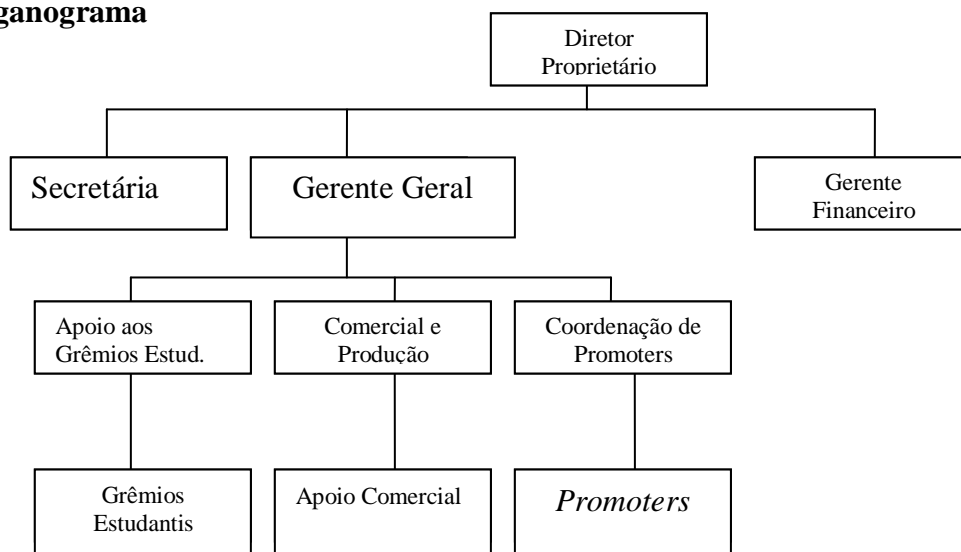 ganograma
Diretor
Proprietário
Secretária
Gerente Geral
Gerente
Financeiro
Apoio aos
Grêmios Estud.
Comercial e
Produção
Coordenação de
Promoters
Grêmios
Estudantis
Apoio Comercial
Promoters